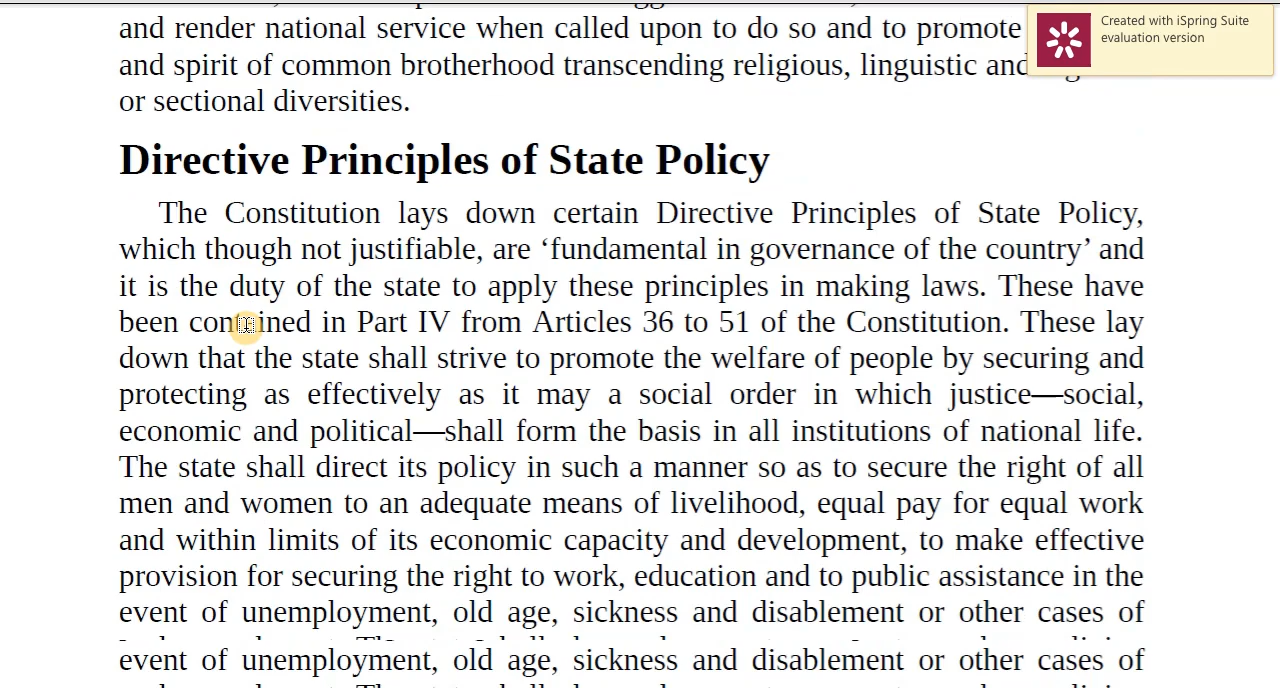 and render national service when called upon to do so and to promote
Created with iSpring Suite
evaluation version
and spirit of common brotherhood transcending religious, linguistic and
or sectional diversities.
Directive Principles of State Policy
The Constitution lays down certain Directive Principles of State Policy,
which though not justifiable, are ‘fundamental in governance of the country’ and
it is the duty of the state to apply these principles in making laws. These have
been contained in Part IV from Articles 36 to 51 of the Constitution. These lay
down that the state shall strive to promote the welfare of people by securing and
protecting as effectively as it may a social order in which justice—social,
economic and political—shall form the basis in all institutions of national life.
The state shall direct its policy in such a manner so as to secure the right of all
men and women to an adequate means of livelihood, equal pay for equal work
and within limits of its economic capacity and development, to make effective
provision for securing the right to work, education and to public assistance in the
event of unemployment, old age, sickness and disablement or other cases of
event of unemployment, old age, sickness and disablement or other cases of